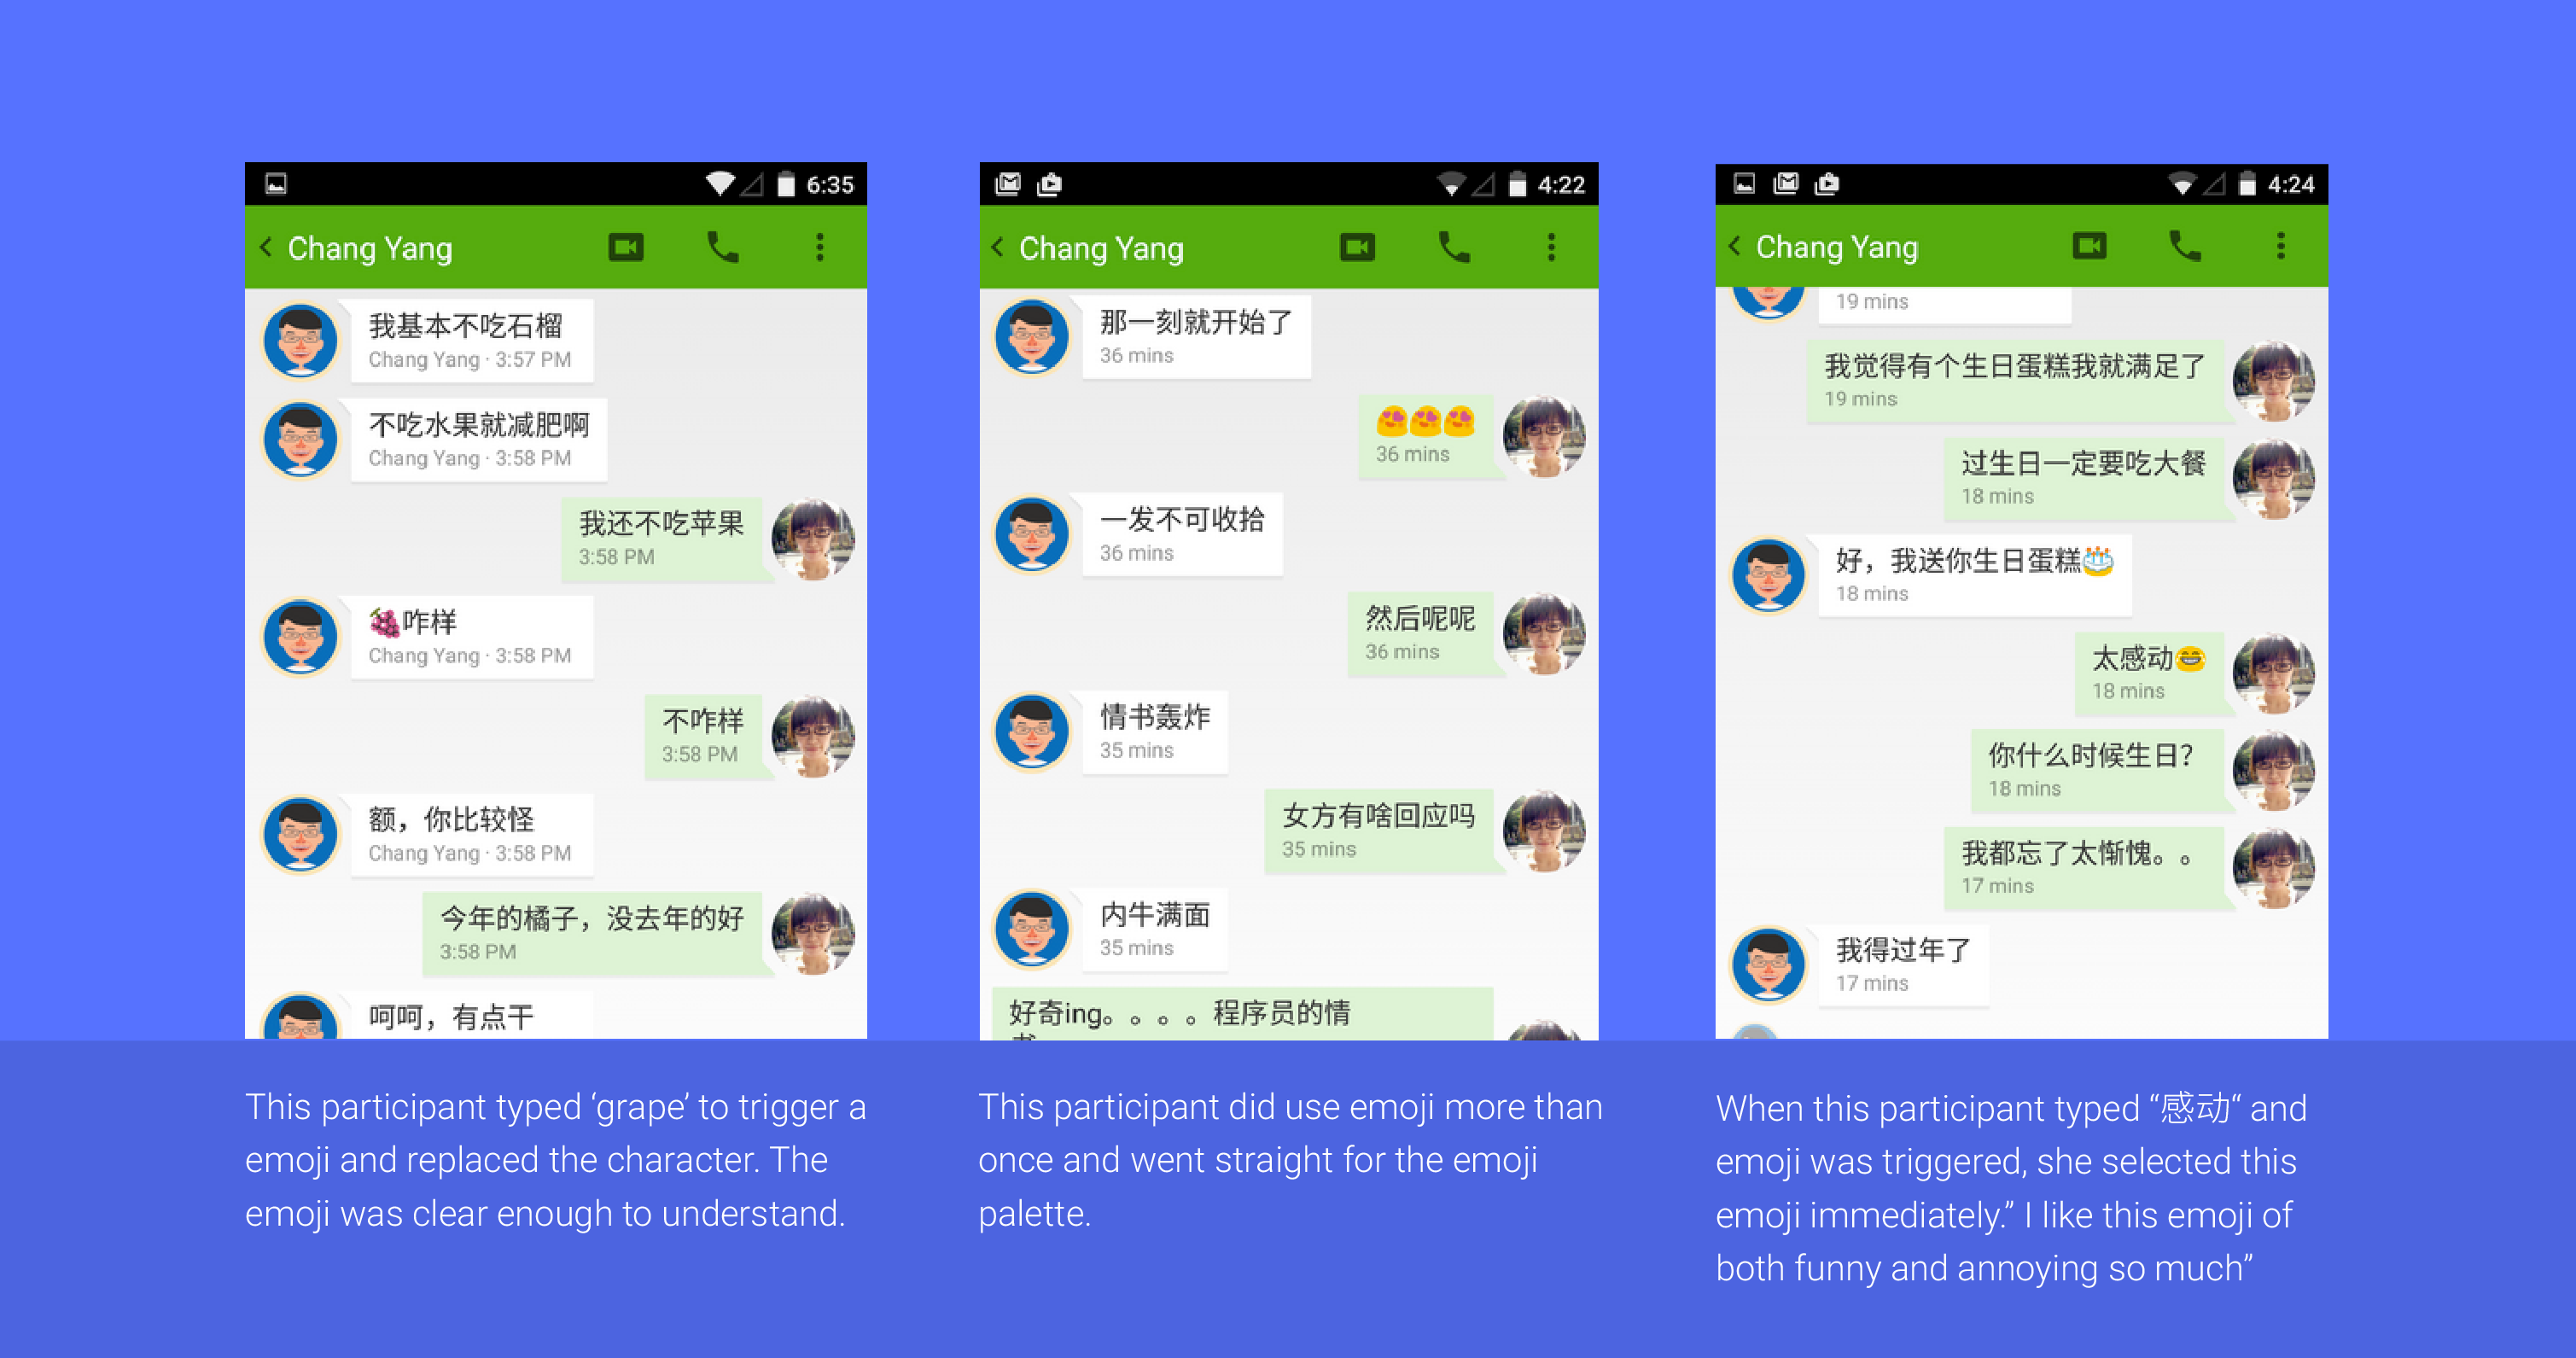 6:35
Chang Yang
我基本不吃石榴
Chang Yang · 3:57 PM
不吃水果就减肥啊
Chang Yang · 3:58 PM
我还不吃苹果
3:58 PM
🍇咋样
Chang Yang · 3:58 PM
不咋样
3:58 PM
额，你比较怪
Chang Yang · 3:58 PM
今年的橘子，没去年的好
3:58 PM
呵呵，有点干
This participant typed ‘grape’ to trigger a
emoji and replaced the character. The
emoji was clear enough to understand.
4:22
Chang Yang
那一刻就开始了
36 mins
😍😍😍
36 mins
一发不可收拾
36 mins
然后呢呢
36 mins
情书轰炸
35 mins
女方有啥回应吗
35 mins
内牛满面
35 mins
好奇ing。。。。程序员的情
This participant did use emoji more than
once and went straight for the emoji
palette.
4:24
Chang Yang
19 mins
我觉得有个生日蛋糕我就满足了
19 mins
过生日一定要吃大餐
18 mins
好，我送你生日蛋糕🎂
18 mins
太感动😂
18 mins
你什么时候生日？
18 mins
我都忘了太惭愧。。
17 mins
我得过年了
17 mins
When this participant typed “感动“ and
emoji was triggered, she selected this
emoji immediately.” I like this emoji of
both funny and annoying so much”